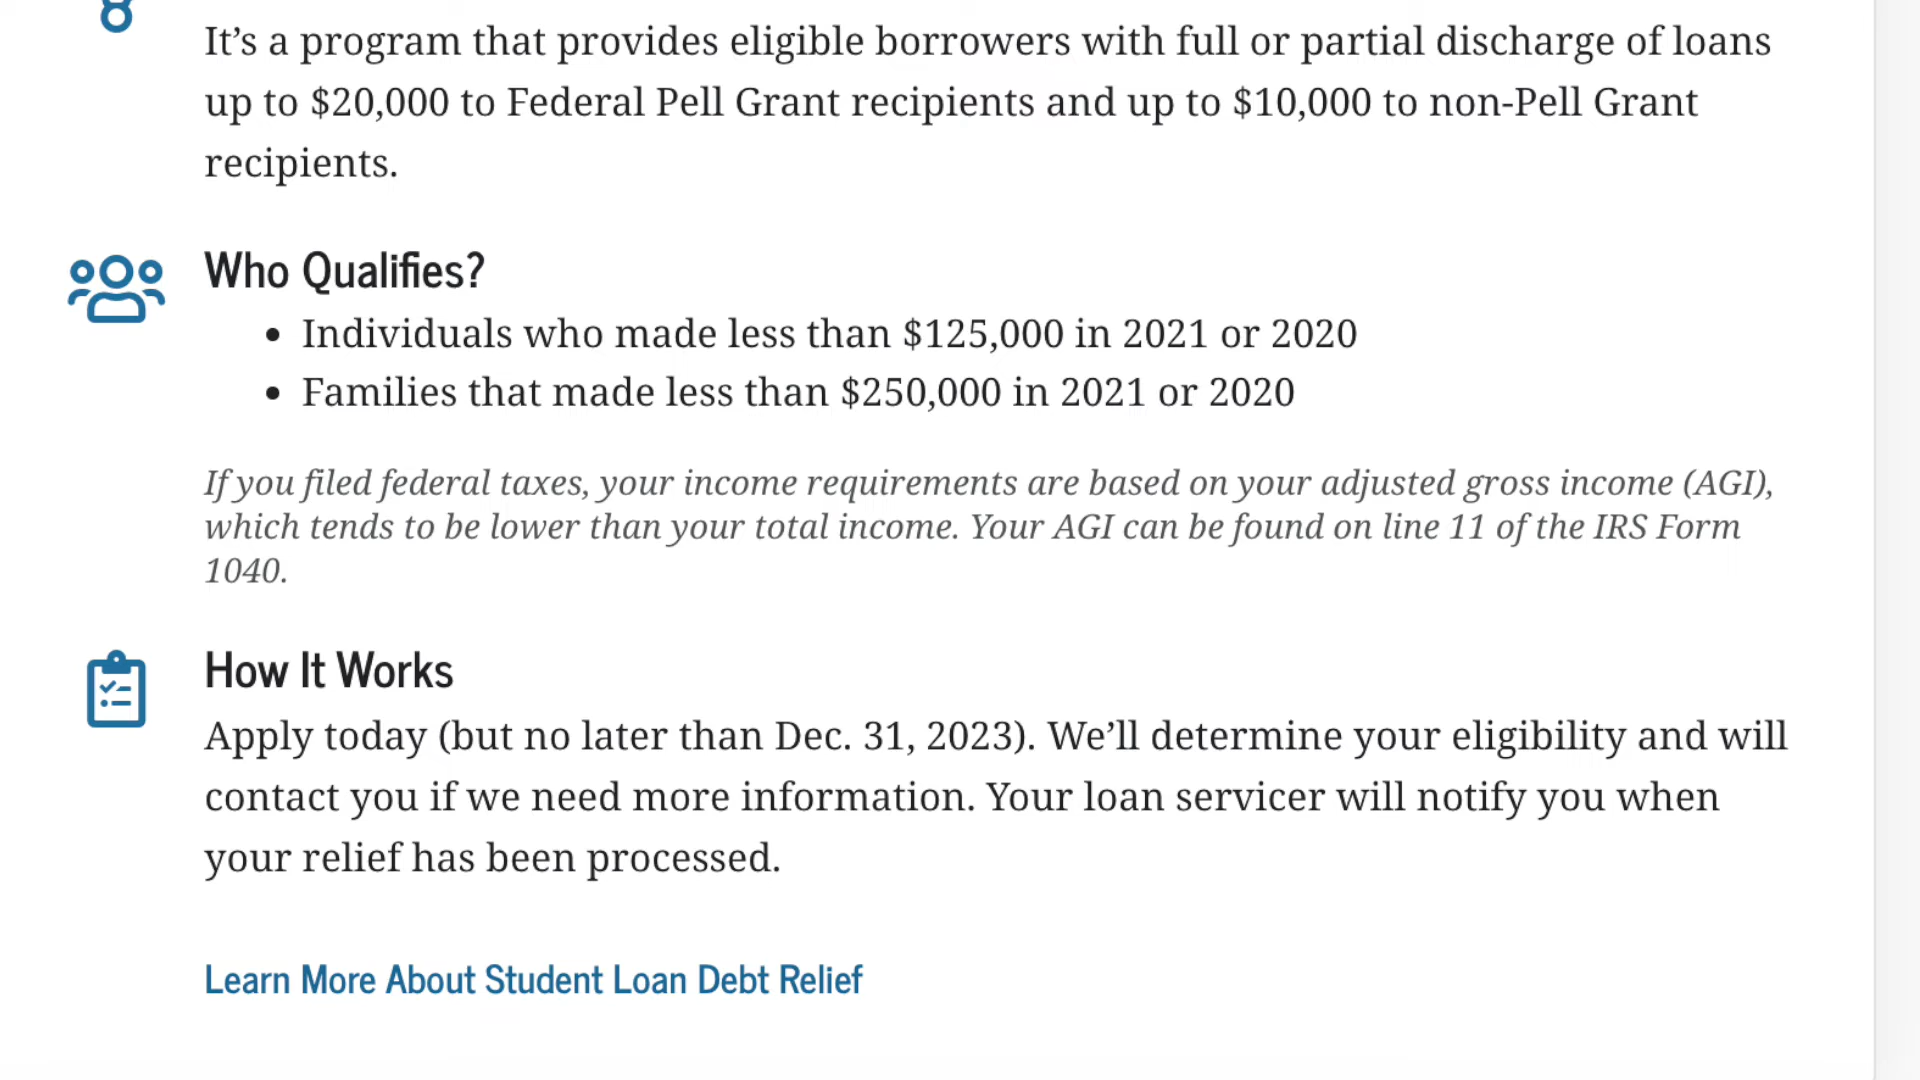 It’s a program that provides eligible borrowers with full or partial discharge of loans
up to $20,000 to Federal Pell Grant recipients and up to $10,000 to non-Pell Grant
recipients.
Who Qualifies?
• Individuals who made less than $125,000 in 2021 or 2020
• Families that made less than $250,000 in 2021 or 2020
If you filed federal taxes, your income requirements are based on your adjusted gross income (AGI),
which tends to be lower than your total income. Your AGI can be found on line 11 of the IRS Form
1040.
How It Works
Apply today (but no later than Dec. 31, 2023). We’ll determine your eligibility and will
contact you if we need more information. Your loan servicer will notify you when
your relief has been processed.
Learn More About Student Loan Debt Relief